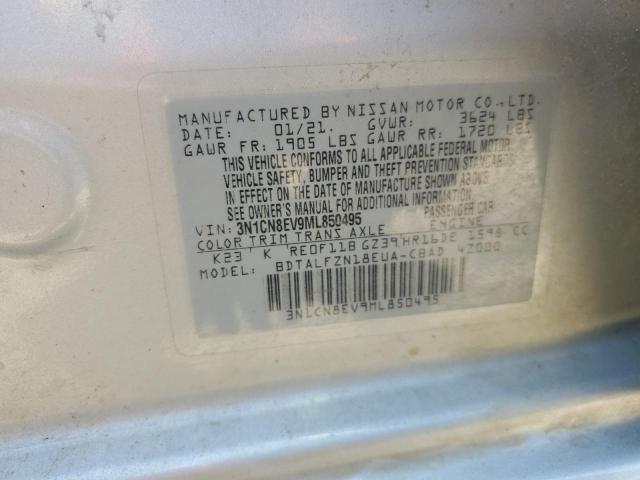 MANUFACTURED BY NISSAN MOTOR CO., LTD.
DATE: 01/21. GVWR: 3624 LBS
GAWR FR: 1905 LBS GAWR RR: 1720 LBS
THIS VEHICLE CONFORMS TO ALL APPLICABLE FEDERAL MOTOR
VEHICLE SAFETY, BUMPER AND THEFT PREVENTION STANDARDS
IN EFFECT ON THE DATE OF MANUFACTURE SHOWN ABOVE.
SEE OWNER'S MANUAL FOR ADDITIONAL INFORMATION
VIN: 3N1CN8EV9ML850495 PASSENGER CAR
COLOR TRIM TRANS AXLE ENGINE
K23 K RE0F11B GZ39 HR16DE 1598 CC
MODEL: BDTALFZN18EUA-CBAD 4Z000
3N1CN8EV9ML850495